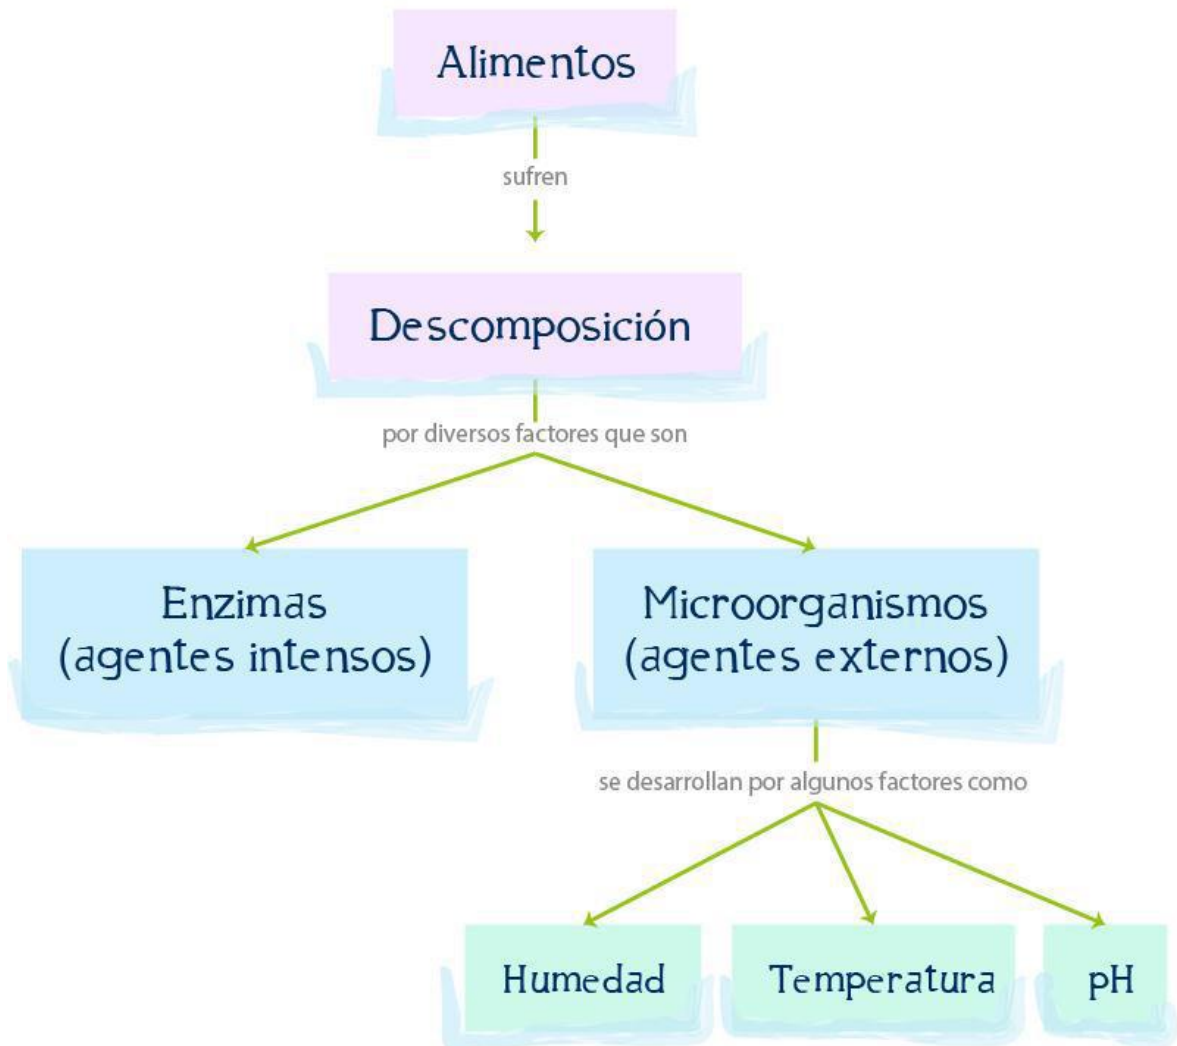 Alimentos
sufren
Descomposición
por diversos factores que son
Enzimas
(agentes intensos)
Microorganismos
(agentes externos)
se desarrollan por algunos factores como
Humedad
Temperatura
pH